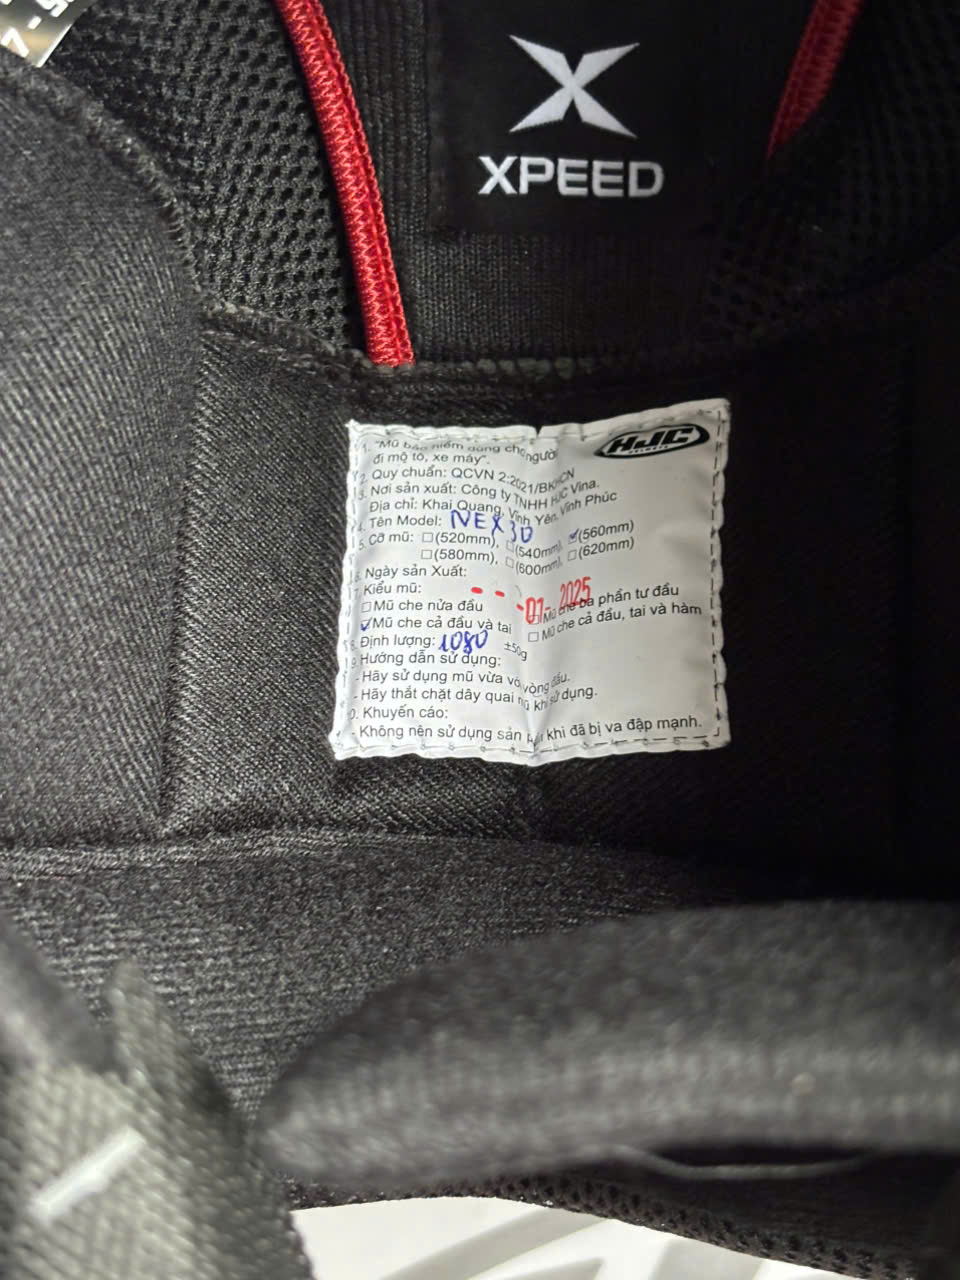 XPEED
HJC
1. "Mũ bảo hiểm dùng cho người
đi mô tô, xe máy".
2. Quy chuẩn: QCVN 2:2021/BKHCN
3. Nơi sản xuất: Công ty TNHH HJC Vina.
Địa chỉ: Khai Quang, Vĩnh Yên, Vĩnh Phúc
4. Tên Model: NEX 30
5. Cỡ mũ: ☐(520mm), ☐(540mm), ☑(560mm)
☐(580mm), ☐(600mm), ☐(620mm)
6. Ngày sản Xuất: 01-2025
7. Kiểu mũ:
☐Mũ che nửa đầu ☐Mũ che ba phần tư đầu
☑Mũ che cả đầu và tai ☐ Mũ che cả đầu, tai và hàm
8. Định lượng: 1080 ±50g
9. Hướng dẫn sử dụng:
- Hãy sử dụng mũ vừa với vòng đầu.
- Hãy thắt chặt dây quai mũ khi sử dụng.
0. Khuyến cáo:
- Không nên sử dụng sản khi đã bị va đập mạnh.